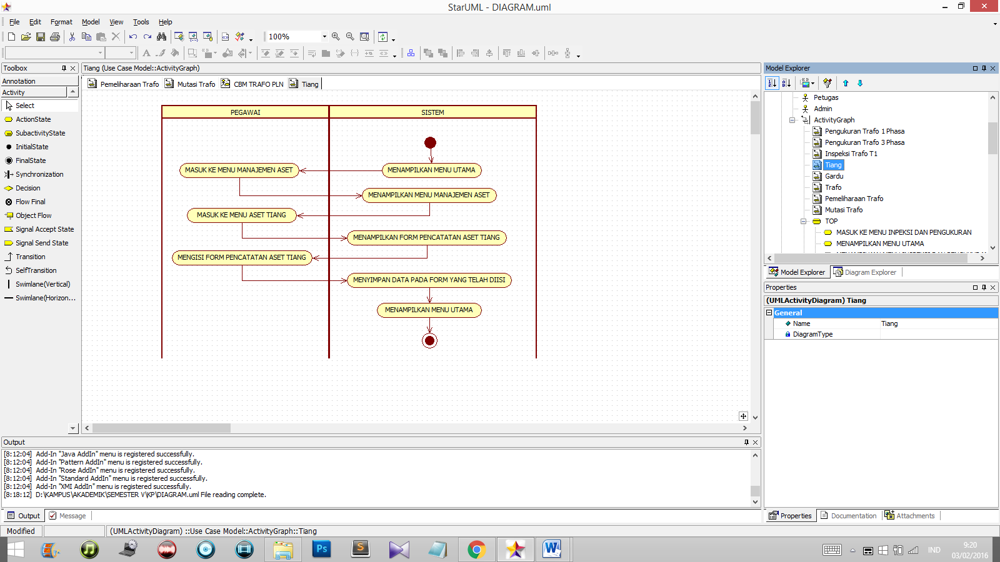 StarUML - DIAGRAM.uml
File Edit Format Model View Tools Help
100%
Toolbox
Annotation
Activity
Select
ActionState
SubactivityState
InitialState
FinalState
Synchronization
Decision
Flow Final
Object Flow
Signal Accept State
Signal Send State
Transition
SelfTransition
Swimlane(Vertical)
Swimlane(Horizon...
Tiang (Use Case Model::ActivityGraph)
Pemeliharaan Trafo Mutasi Trafo CBM TRAFO PLN Tiang
PEGAWAI SISTEM
MASUK KE MENU MANAJEMEN ASET MENAMPILKAN MENU UTAMA
MENAMPILKAN MENU MANAJEMEN ASET
MASUK KE MENU ASET TIANG
MENAMPILKAN FORM PENCATATAN ASET TIANG
MENGISI FORM PENCATATAN ASET TIANG
MENYIMPAN DATA PADA FORM YANG TELAH DIISI
MENAMPILKAN MENU UTAMA
Model Explorer
Petugas
Admin
ActivityGraph
Pengukuran Trafo 1 Phasa
Pengukuran Trafo 3 Phasa
Inspeksi Trafo T1
Tiang
Gardu
Trafo
Pemeliharaan Trafo
Mutasi Trafo
TOP
MASUK KE MENU INPEKSI DAN PENGUKURAN
MENAMPILKAN MENU UTAMA
Model Explorer Diagram Explorer
Properties
(UMLActivityDiagram) Tiang
General
Name Tiang
DiagramType
Properties Documentation Attachments
Output
[8:12:04] Add-In "Java AddIn" menu is registered successfully.
[8:12:04] Add-In "Pattern AddIn" menu is registered successfully.
[8:12:04] Add-In "Rose AddIn" menu is registered successfully.
[8:12:04] Add-In "Standard AddIn" menu is registered successfully.
[8:12:04] Add-In "XMI AddIn" menu is registered successfully.
[8:18:12] D:\KAMPUS\AKADEMIK\SEMESTER V\KP\DIAGRAM.uml File reading complete.
Output Message
Modified (UMLActivityDiagram) ::Use Case Model::ActivityGraph::Tiang
Ps
IND
9:20
03/02/2016